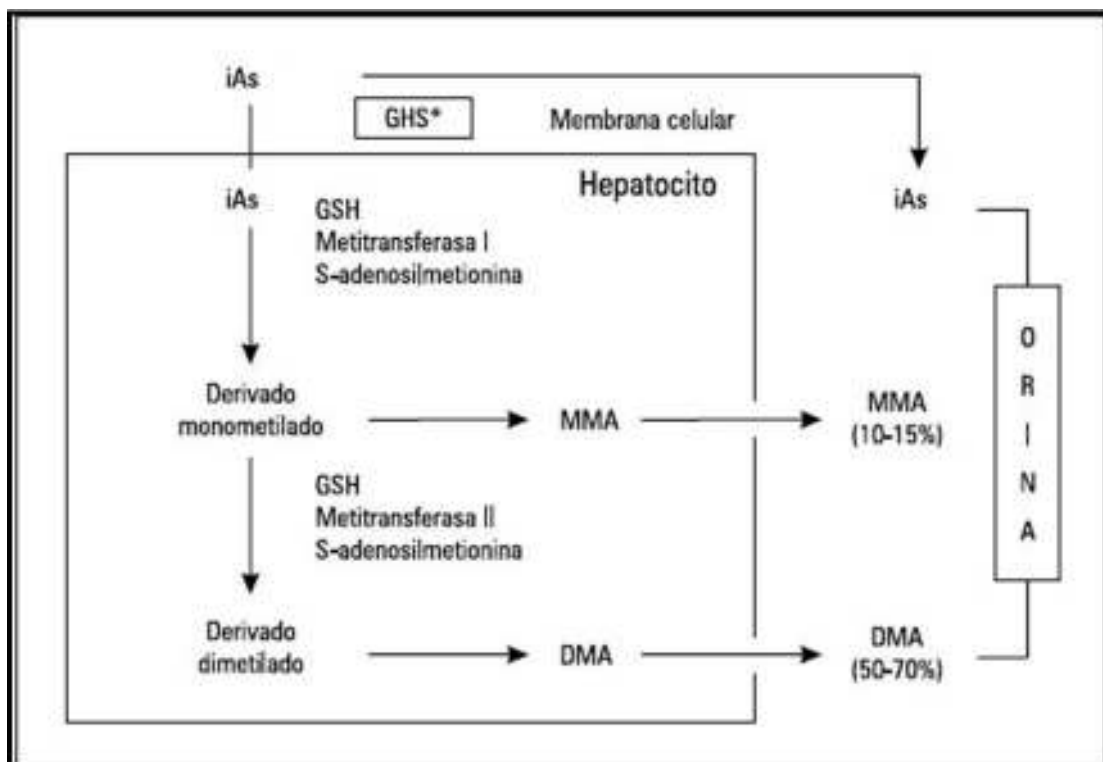 iAs
GHS*
Membrana celular
Hepatocito
iAs
iAs
GSH
Metitransferasa I
S-adenosilmetionina
Derivado
monometilado
MMA
MMA
(10-15%)
O
R
I
N
A
GSH
Metitransferasa II
S-adenosilmetionina
Derivado
dimetilado
DMA
DMA
(50-70%)